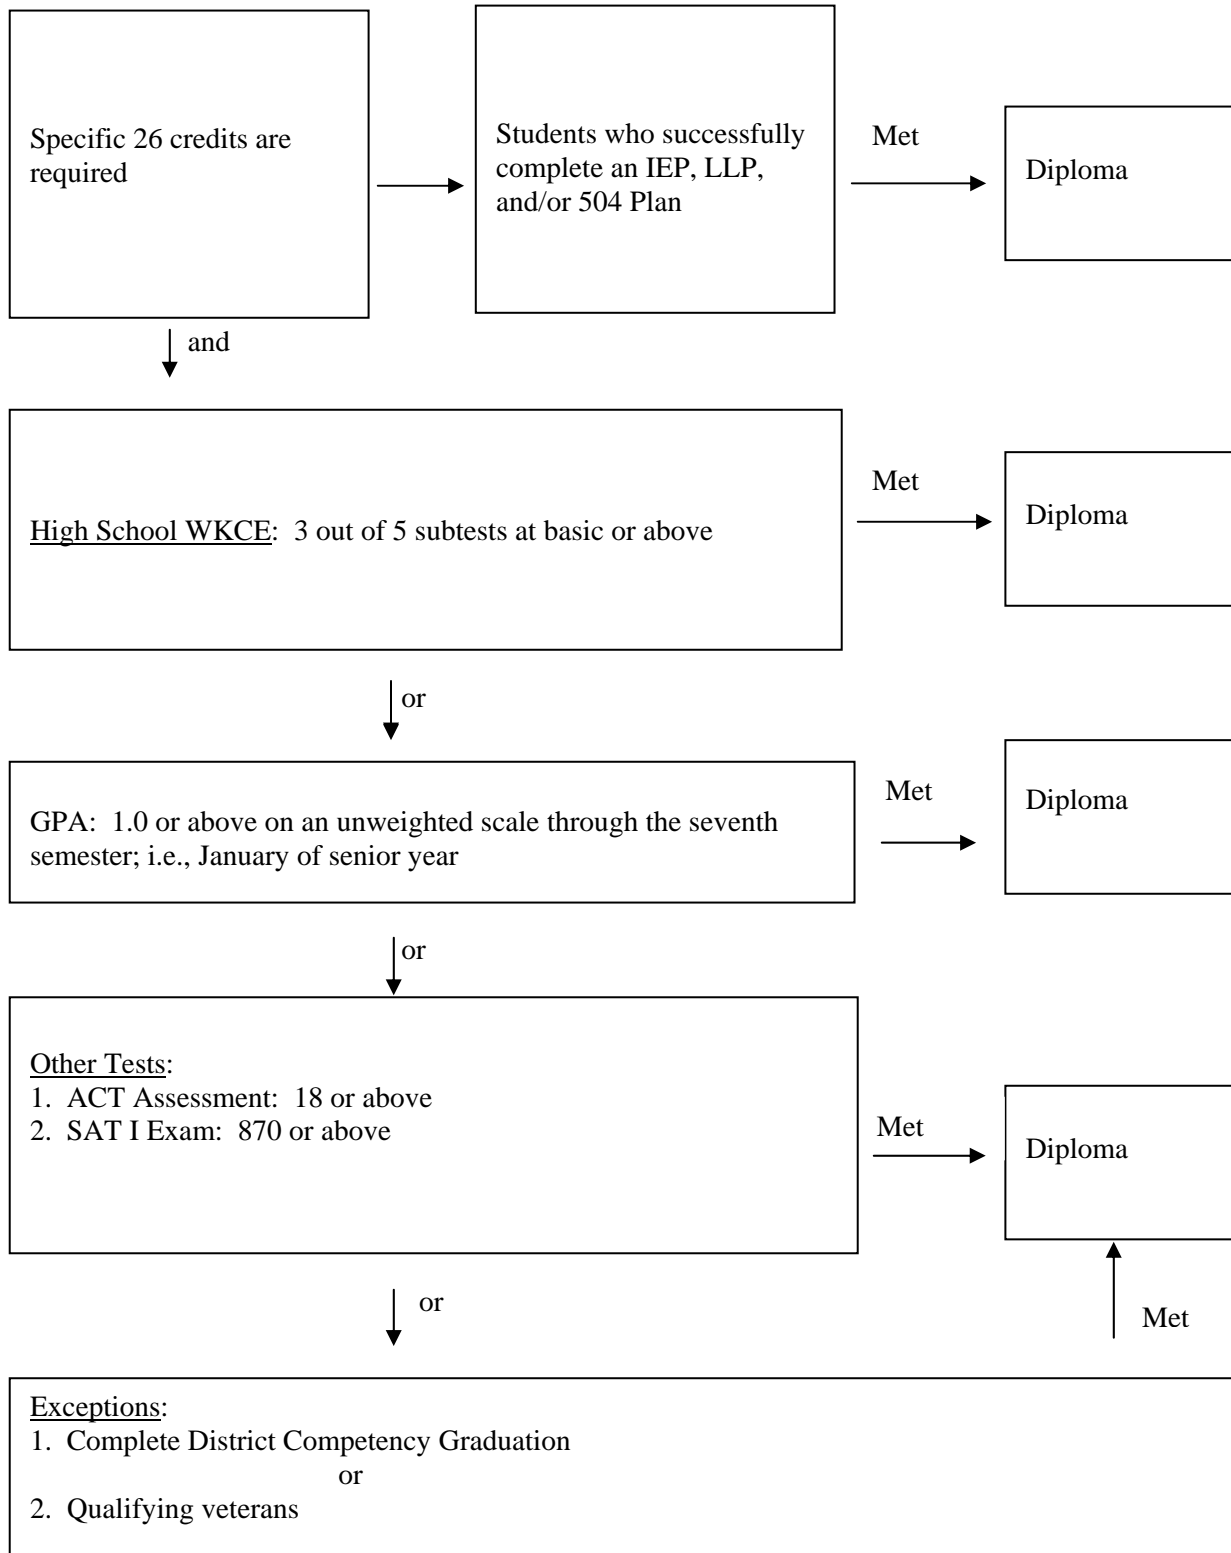 Specific 26 credits are
required
Students who successfully
complete an IEP, LLP,
and/or 504 Plan
Met
Diploma
and
High School WKCE:  3 out of 5 subtests at basic or above
Met
Diploma
or
GPA:  1.0 or above on an unweighted scale through the seventh
semester; i.e., January of senior year
Met
Diploma
or
Other Tests:
1.  ACT Assessment:  18 or above
2.  SAT I Exam:  870 or above
Met
Diploma
or
Met
Exceptions:
1.  Complete District Competency Graduation
or
2.  Qualifying veterans